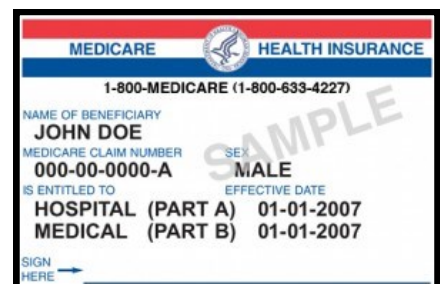 MEDICARE HEALTH INSURANCE
1-800-MEDICARE (1-800-633-4227)
NAME OF BENEFICIARY
JOHN DOE
MEDICARE CLAIM NUMBER SEX
000-00-0000-A MALE
IS ENTITLED TO EFFECTIVE DATE
HOSPITAL (PART A) 01-01-2007
MEDICAL (PART B) 01-01-2007
SIGN
HERE
SAMPLE